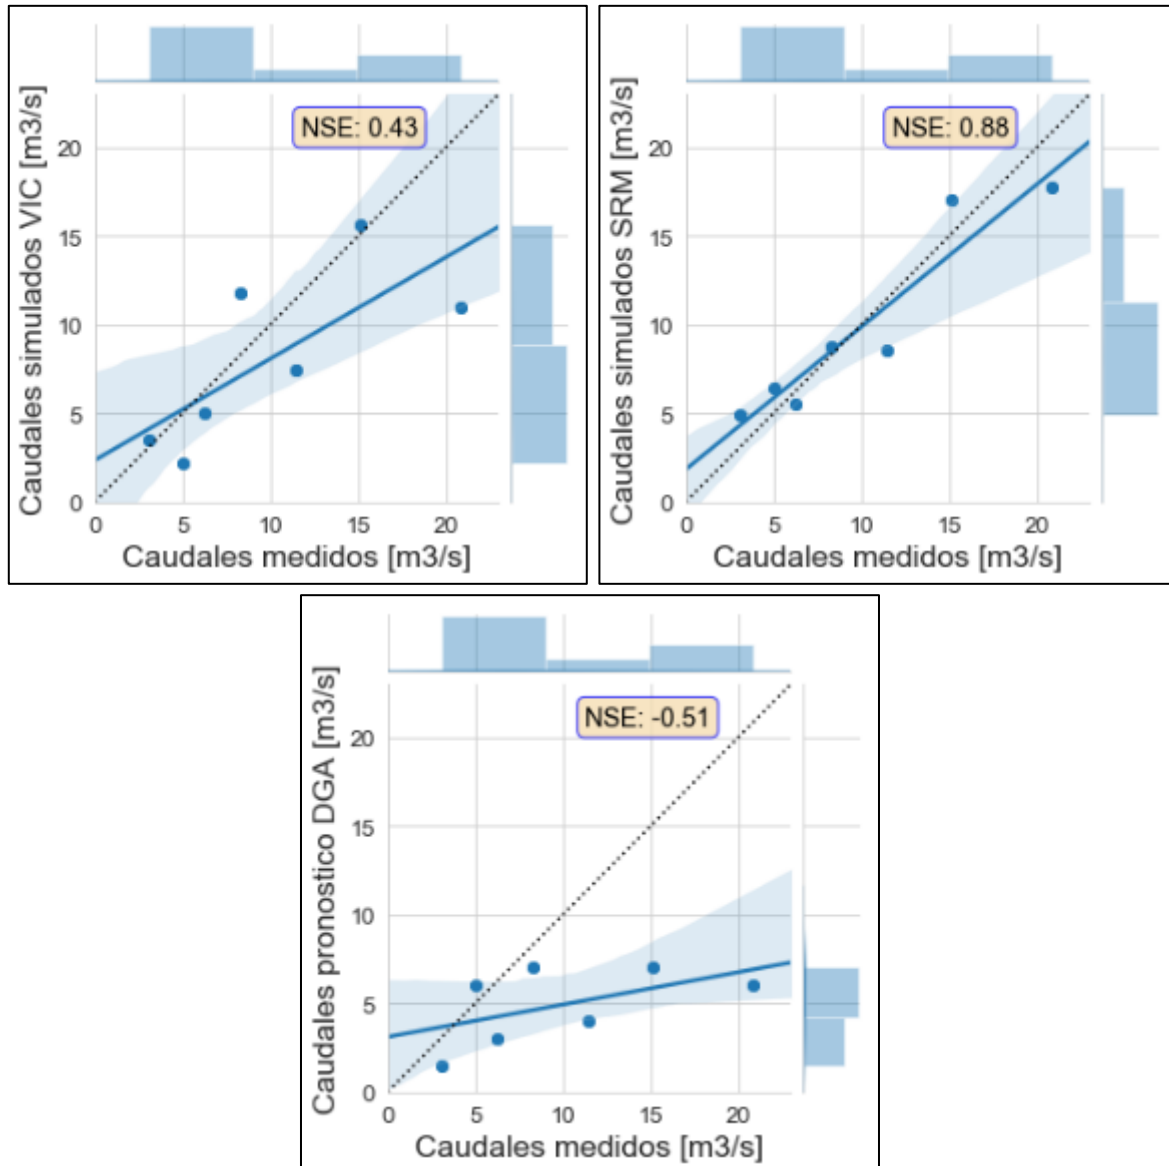 Caudales simulados VIC [m3/s]
NSE: 0.43
20
15
10
5
0
0 5 10 15 20
Caudales medidos [m3/s]
Caudales simulados SRM [m3/s]
NSE: 0.88
20
15
10
5
0
0 5 10 15 20
Caudales medidos [m3/s]
Caudales pronostico DGA [m3/s]
NSE: -0.51
20
15
10
5
0
0 5 10 15 20
Caudales medidos [m3/s]